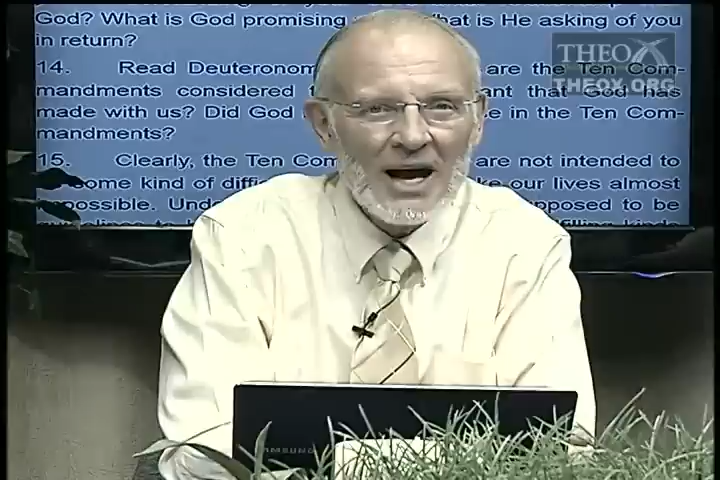 God? What is God promising hat is He asking of you
in return?
14. Read Deuteronom are the Ten Com-
mandments considered ant that God has
made with us? Did God e in the Ten Com-
mandments?
15. Clearly, the Ten Com are not intended to
some kind of diffi ke our lives almost
possible. Unde pposed to be
THEOX
THEOX.ORG
SAMSUNG